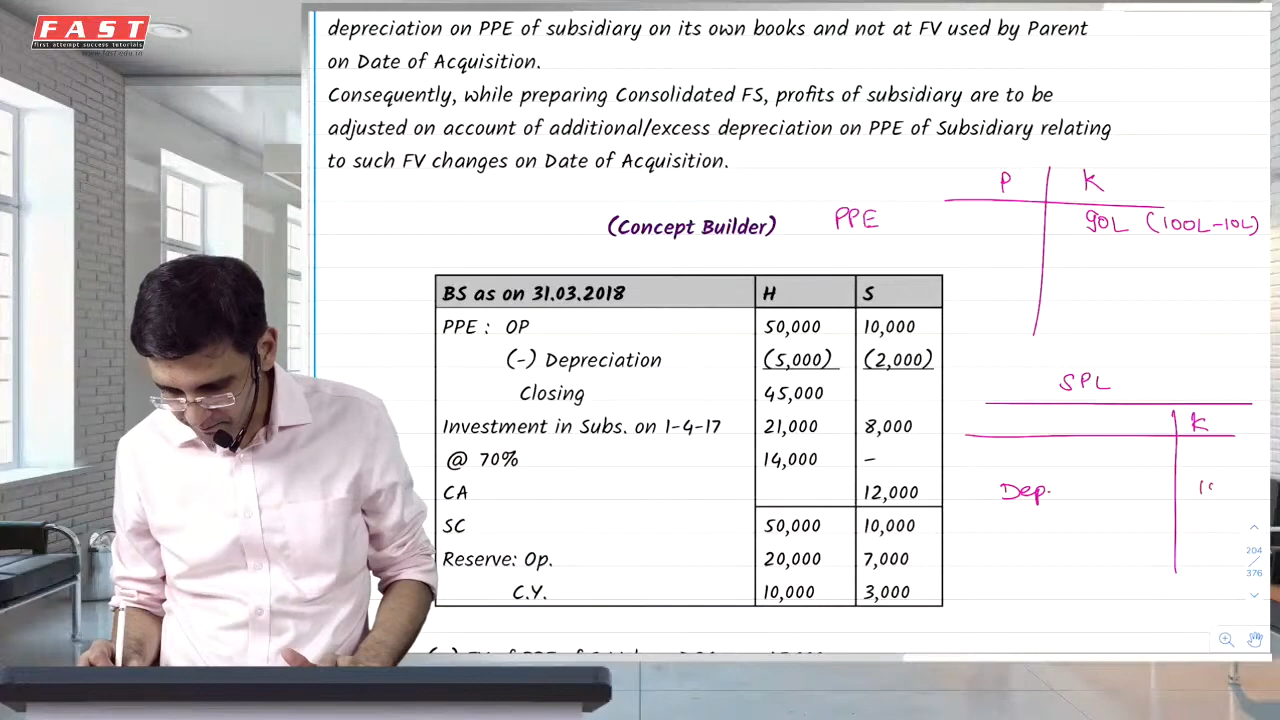 FAST
first attempt success tutorials
www.fast.edu.in
depreciation on PPE of subsidiary on its own books and not at FV used by Parent
on Date of Acquisition.
Consequently, while preparing Consolidated FS, profits of subsidiary are to be
adjusted on account of additional/excess depreciation on PPE of Subsidiary relating
to such FV changes on Date of Acquisition.
P K
(Concept Builder) PPE 90L (100L-10L)
BS as on 31.03.2018 H S
PPE : OP 50,000 10,000
(-) Depreciation (5,000) (2,000)
Closing 45,000
Investment in Subs. on 1-4-17 21,000 8,000
@ 70% 14,000 -
CA 12,000
SC 50,000 10,000
Reserve: Op. 20,000 7,000
C.Y. 10,000 3,000
SPL
K
Dep. 10
204
376